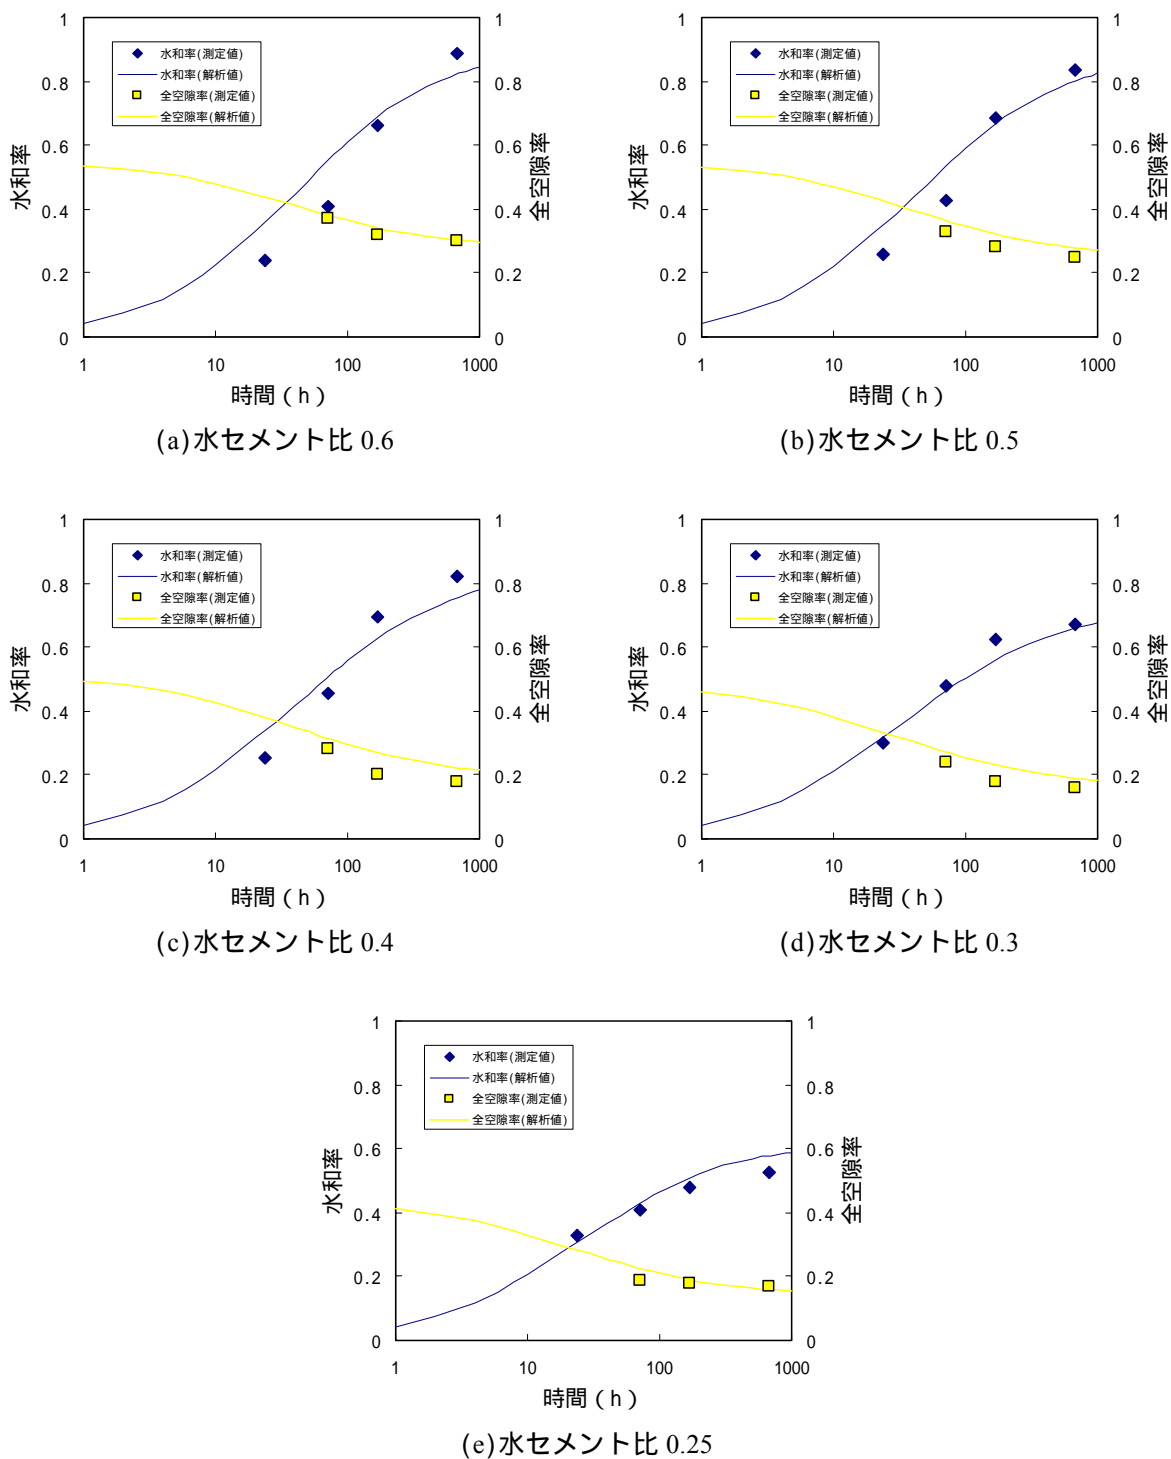 1 1
水和率(測定値)
水和率(解析値)
全空隙率(測定値)
全空隙率(解析値)
0.8 0.8
0.6 0.6
0.4 0.4
0.2 0.2
0 0
水和率
全空隙率
1 10 100 1000
時間(h)
(a)水セメント比 0.6
1 1
水和率(測定値)
水和率(解析値)
全空隙率(測定値)
全空隙率(解析値)
0.8 0.8
0.6 0.6
0.4 0.4
0.2 0.2
0 0
水和率
全空隙率
1 10 100 1000
時間(h)
(b)水セメント比 0.5
1 1
水和率(測定値)
水和率(解析値)
全空隙率(測定値)
全空隙率(解析値)
0.8 0.8
0.6 0.6
0.4 0.4
0.2 0.2
0 0
水和率
全空隙率
1 10 100 1000
時間(h)
(c)水セメント比 0.4
1 1
水和率(測定値)
水和率(解析値)
全空隙率(測定値)
全空隙率(解析値)
0.8 0.8
0.6 0.6
0.4 0.4
0.2 0.2
0 0
水和率
全空隙率
1 10 100 1000
時間(h)
(d)水セメント比 0.3
1 1
水和率(測定値)
水和率(解析値)
全空隙率(測定値)
全空隙率(解析値)
0.8 0.8
0.6 0.6
0.4 0.4
0.2 0.2
0 0
水和率
全空隙率
1 10 100 1000
時間(h)
(e)水セメント比 0.25